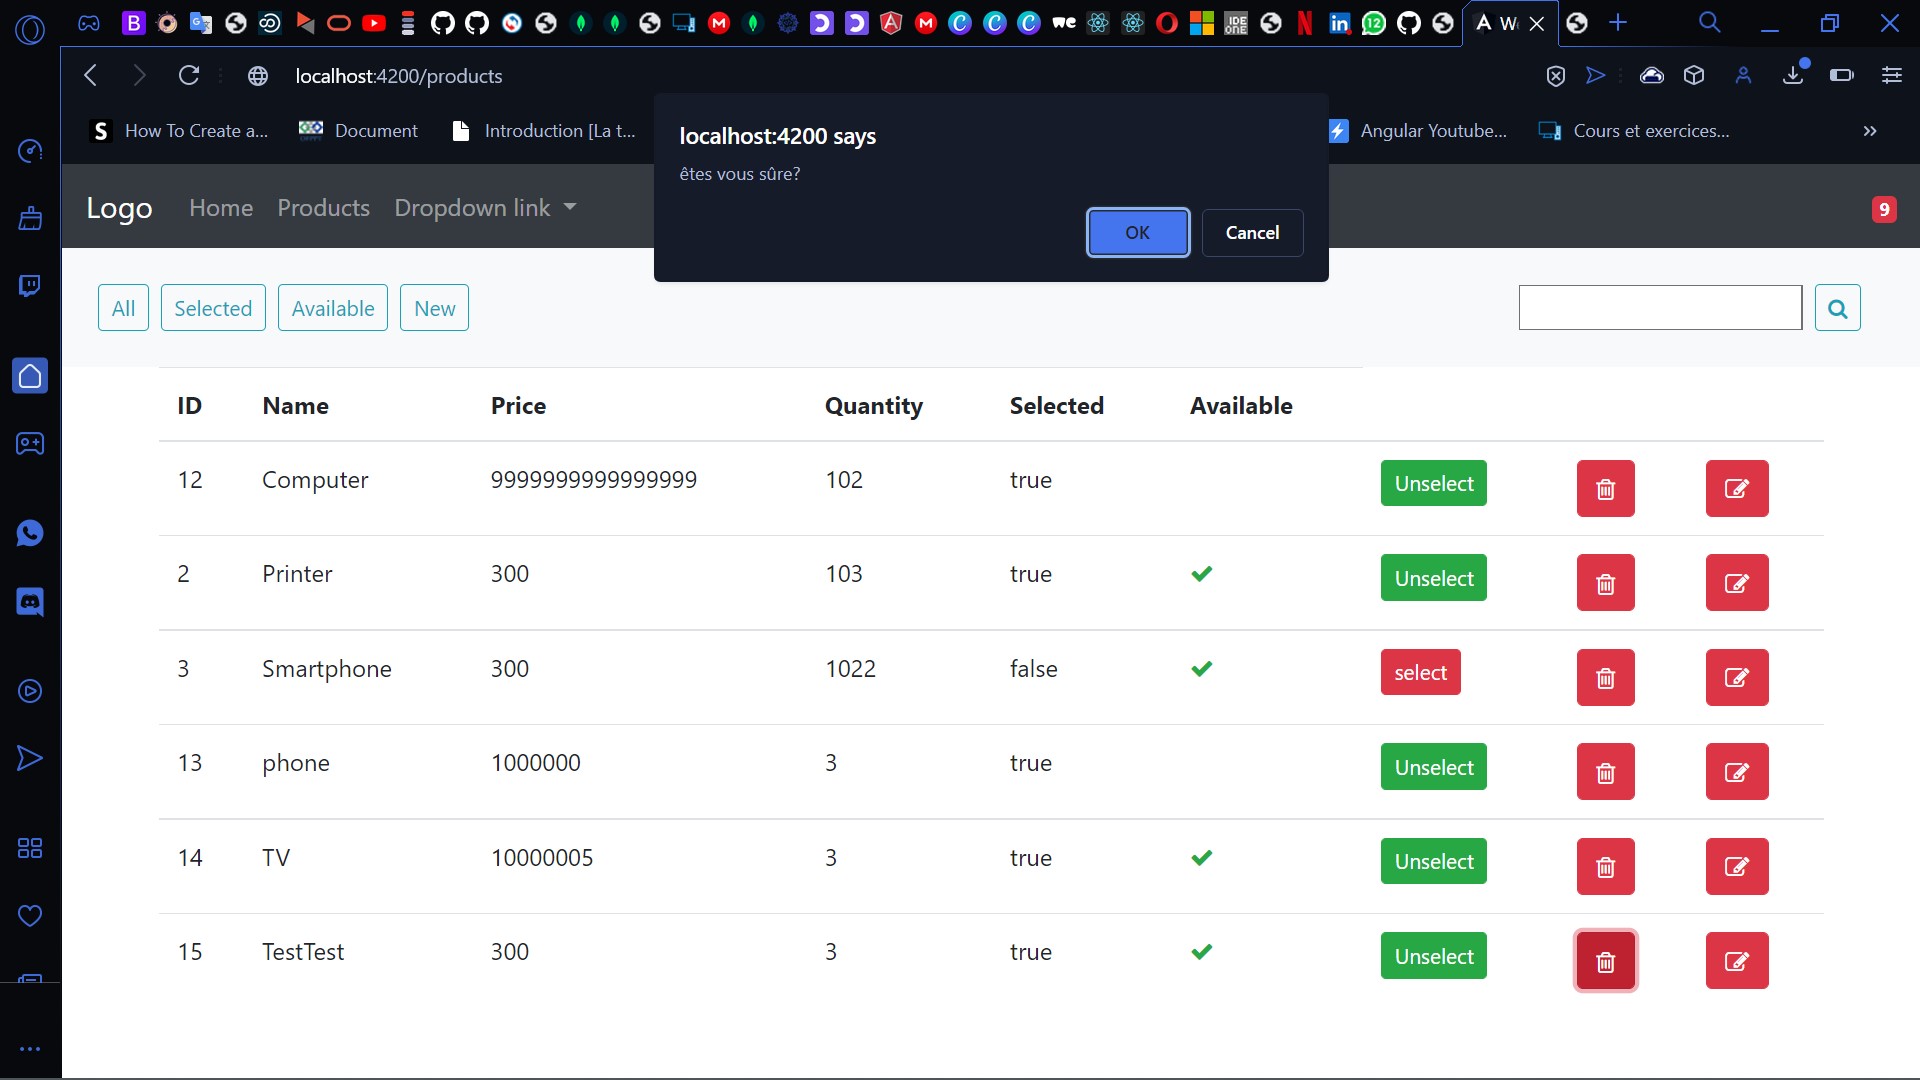 W
localhost:4200/products
How To Create a...
Document
Introduction [La t...
Angular Youtube...
Cours et exercices...
localhost:4200 says
êtes vous sûre?
OK
Cancel
Logo
Home
Products
Dropdown link
9
All
Selected
Available
New
ID Name Price Quantity Selected Available
12 Computer 9999999999999999 102 true Unselect
2 Printer 300 103 true Unselect
3 Smartphone 300 1022 false select
13 phone 1000000 3 true Unselect
14 TV 10000005 3 true Unselect
15 TestTest 300 3 true Unselect